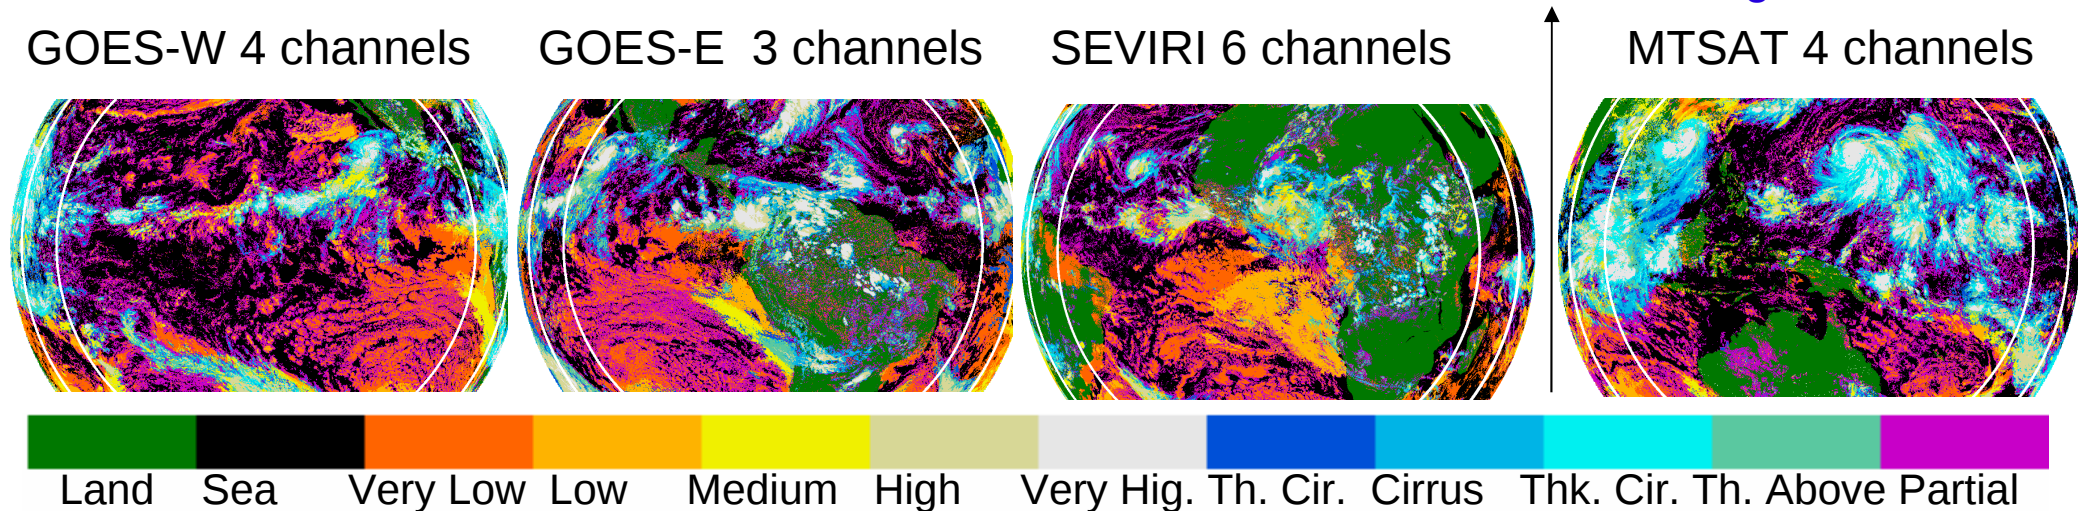 GOES-W 4 channels GOES-E 3 channels SEVIRI 6 channels MTSAT 4 channels
Land Sea Very Low Low Medium High Very Hig. Th. Cir. Cirrus Thk. Cir. Th. Above Partial